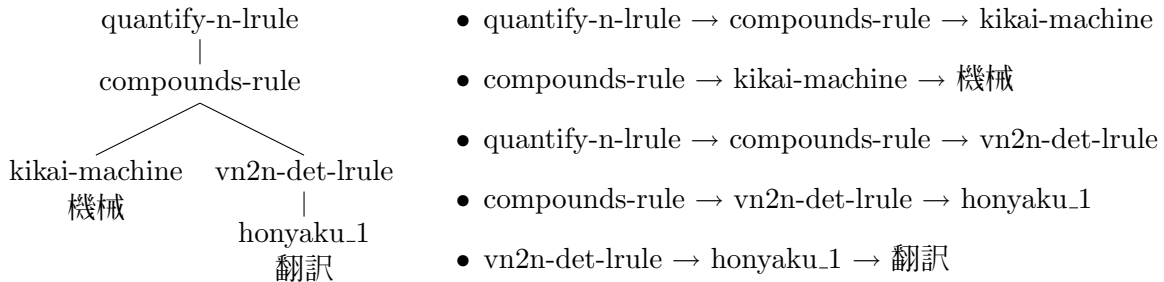 quantify-n-lrule
compounds-rule
kikai-machine vn2n-det-lrule
機械
honyaku_1
翻訳
• quantify-n-lrule → compounds-rule → kikai-machine
• compounds-rule → kikai-machine → 機械
• quantify-n-lrule → compounds-rule → vn2n-det-lrule
• compounds-rule → vn2n-det-lrule → honyaku_1
• vn2n-det-lrule → honyaku_1 → 翻訳